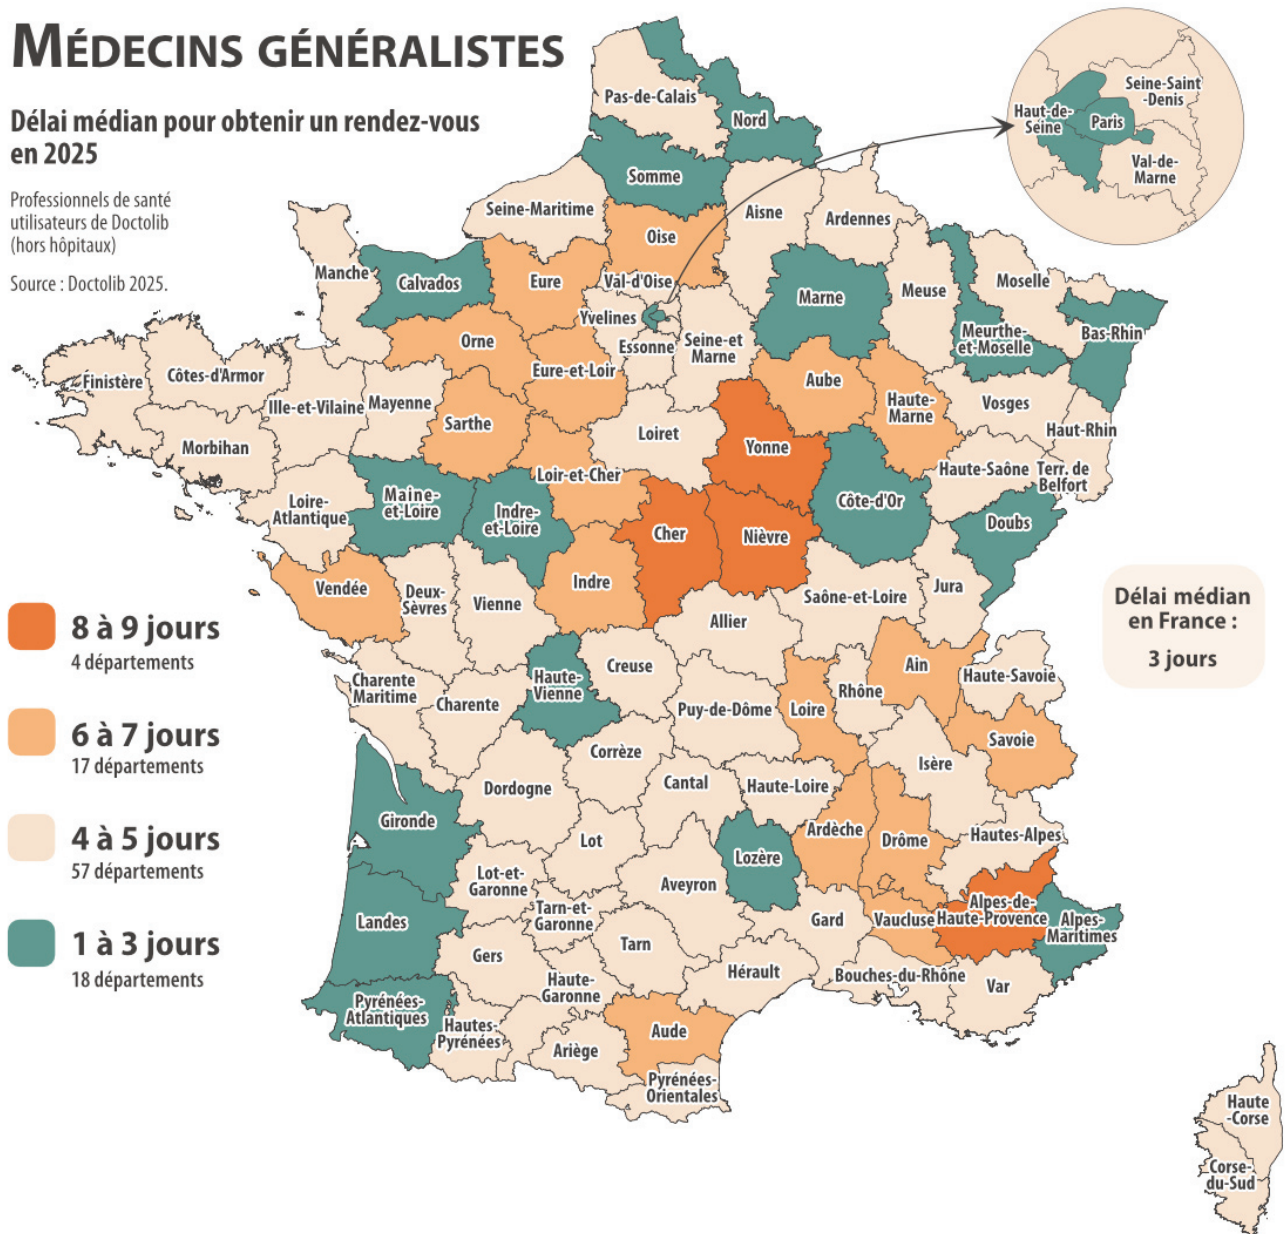 MÉDECINS GÉNÉRALISTES
Délai médian pour obtenir un rendez-vous
en 2025
Professionnels de santé
utilisateurs de Doctolib
(hors hôpitaux)
Source : Doctolib 2025.
Haut-de-
Seine
Paris
Seine-Saint
-Denis
Val-de-
Marne
Pas-de-Calais
Nord
Somme
Seine-Maritime
Oise
Aisne
Ardennes
Manche
Calvados
Eure
Val-d'Oise
Yvelines
Essonne
Seine-et
Marne
Marne
Meuse
Moselle
Meurthe-
et-Moselle
Bas-Rhin
Orne
Eure-et-Loir
Finistère
Côtes-d'Armor
Ille-et-Vilaine
Mayenne
Morbihan
Sarthe
Loiret
Aube
Haute-
Marne
Vosges
Haut-Rhin
Yonne
Loir-et-Cher
Haute-Saône
Terr. de
Belfort
Loire-
Atlantique
Maine-
et-Loire
Indre-
et-Loire
Cher
Nièvre
Côte-d'Or
Doubs
Vendée
Deux-
Sèvres
Vienne
Indre
Allier
Saône-et-Loire
Jura
8 à 9 jours
4 départements
6 à 7 jours
17 départements
4 à 5 jours
57 départements
1 à 3 jours
18 départements
Délai médian
en France :
3 jours
Charente
Maritime
Charente
Haute-
Vienne
Creuse
Puy-de-Dôme
Loire
Rhône
Ain
Haute-Savoie
Savoie
Isère
Corrèze
Dordogne
Cantal
Haute-Loire
Gironde
Lot
Lozère
Ardèche
Drôme
Hautes-Alpes
Lot-et-
Garonne
Aveyron
Landes
Tarn-et-
Garonne
Gers
Tarn
Gard
Vaucluse
Alpes-de-
Haute-Provence
Alpes-
Maritimes
Haute-
Garonne
Hérault
Bouches-du-Rhône
Var
Pyrénées-
Atlantiques
Hautes-
Pyrénées
Ariège
Aude
Pyrénées-
Orientales
Haute
-Corse
Corse-
du-Sud